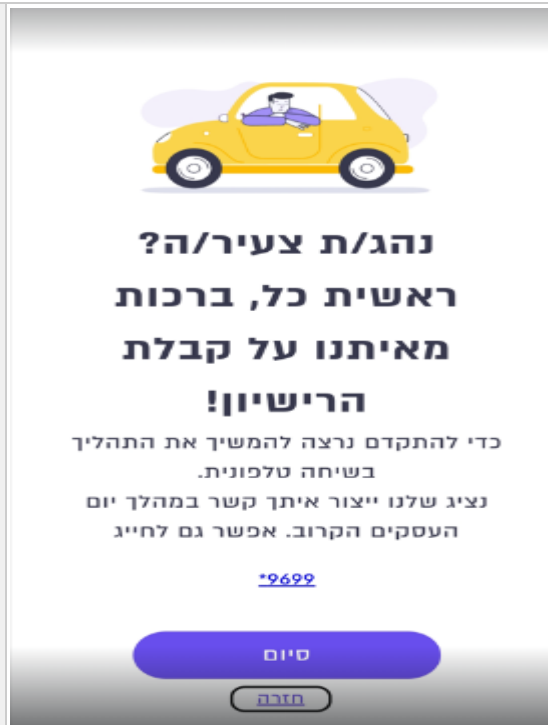 נהג/ת צעיר/ה?
ראשית כל, ברכות
מאיתנו על קבלת
הרישיון!
כדי להתקדם נרצה להמשיך את התהליך
בשיחה טלפונית.
נציג שלנו ייצור איתך קשר במהלך יום
העסקים הקרוב. אפשר גם לחייג
*9699
סיום
חזרה